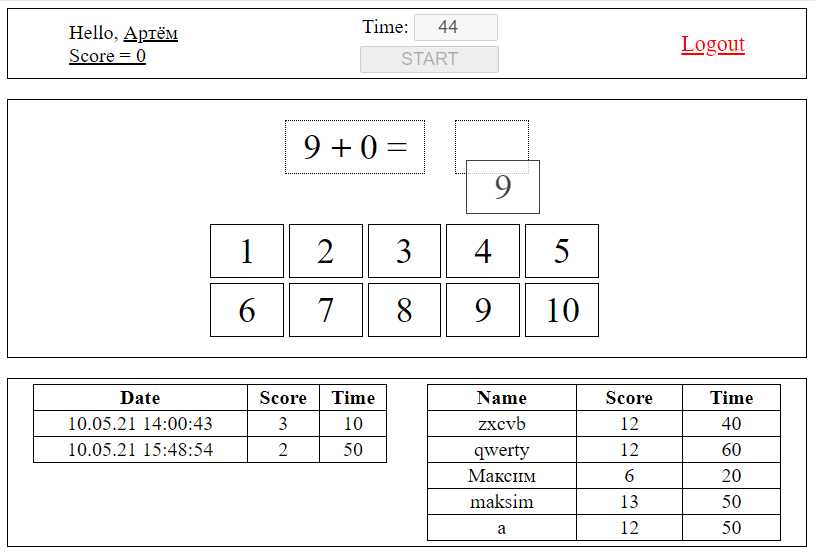 Hello, Артём
Score = 0
Time: 44
START
Logout
9 + 0 =
9
1 2 3 4 5
6 7 8 9 10
Date Score Time
10.05.21 14:00:43 3 10
10.05.21 15:48:54 2 50
Name Score Time
zxcvb 12 40
qwerty 12 60
Максим 6 20
maksim 13 50
a 12 50